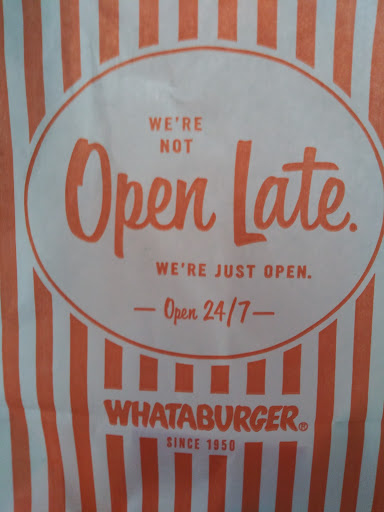 WE'RE
NOT
Open Late.
WE'RE JUST OPEN.
— Open 24/7 —
WHATABURGER®
SINCE 1950